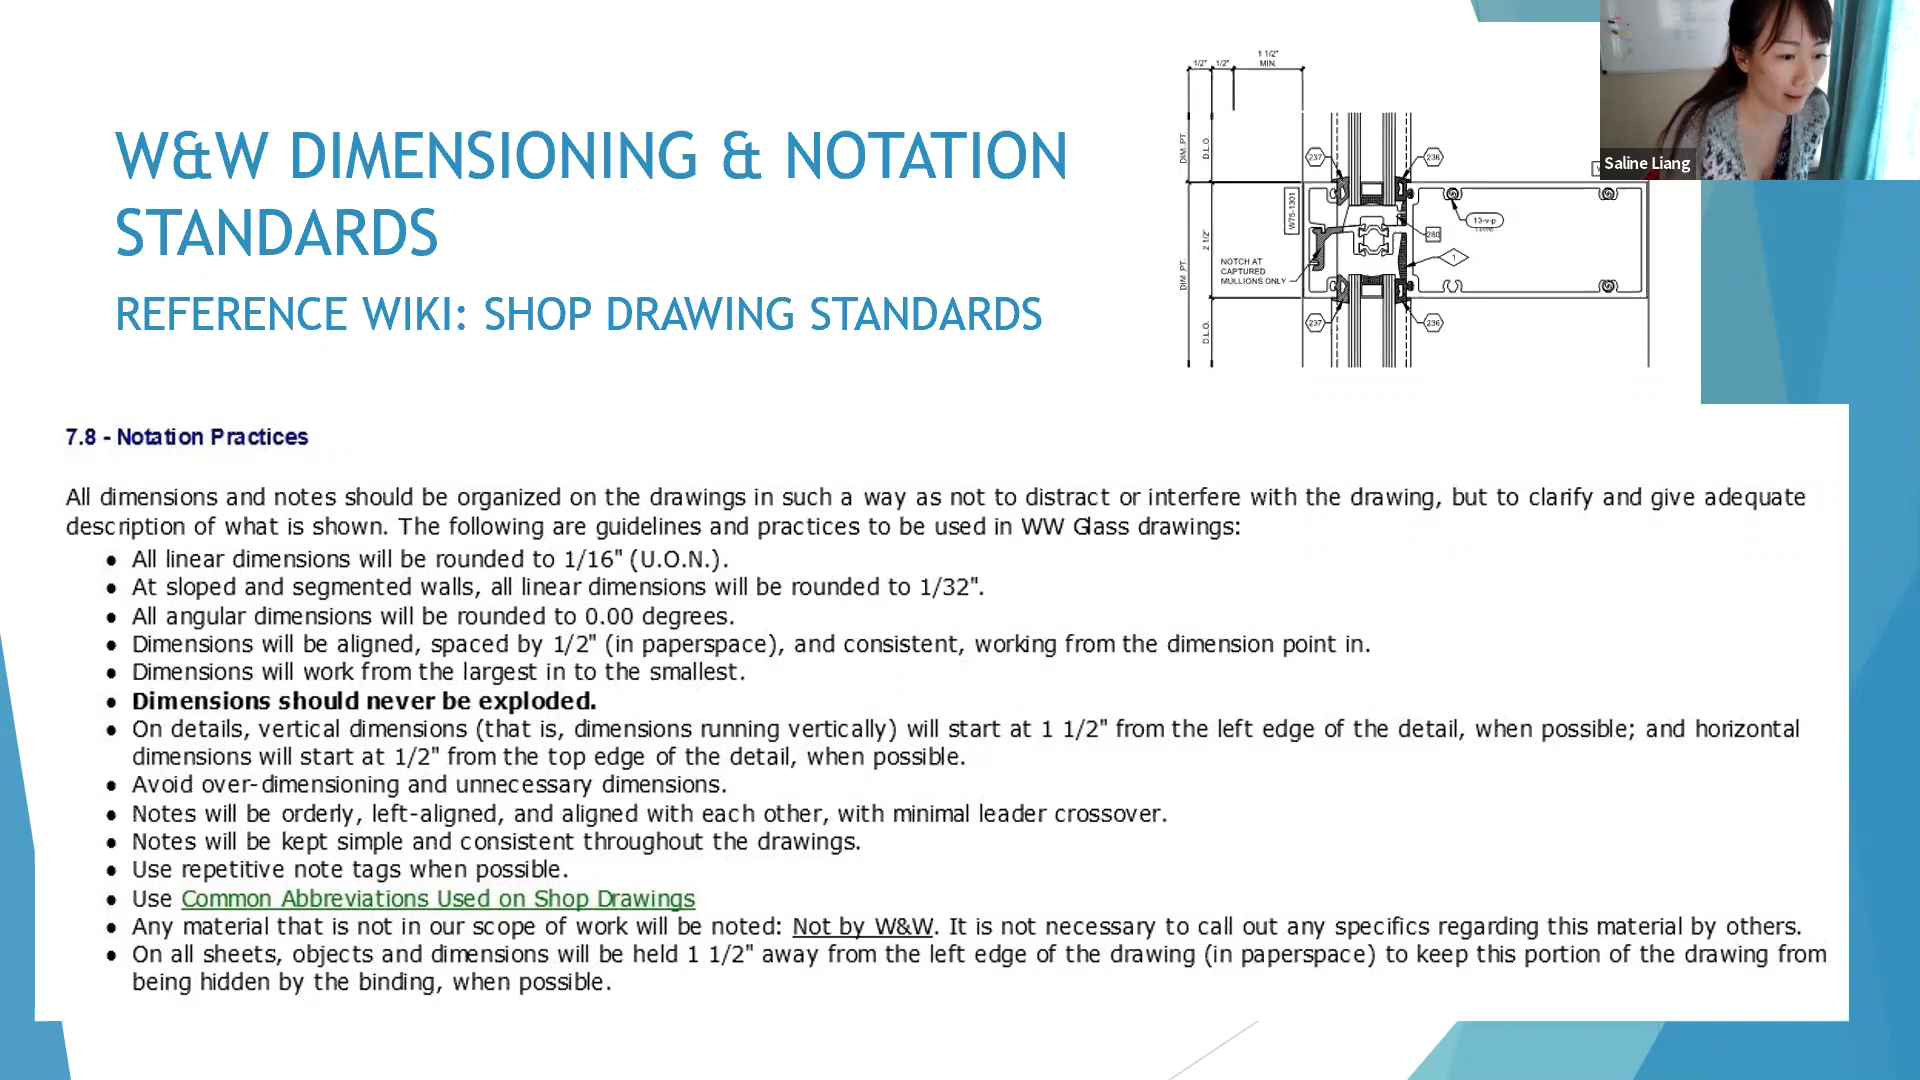 W&W DIMENSIONING & NOTATION
STANDARDS
REFERENCE WIKI: SHOP DRAWING STANDARDS
1/2"
1/2"
1 1/2"
MIN.
DIM. PT.
D.L.O.
237
236
W75-1301
13-v-p
280
2 1/2"
1
NOTCH AT
CAPTURED
MULLIONS ONLY
DIM. PT.
D.L.O.
237
236
Saline Liang
7.8 - Notation Practices
All dimensions and notes should be organized on the drawings in such a way as not to distract or interfere with the drawing, but to clarify and give adequate
description of what is shown. The following are guidelines and practices to be used in WW Glass drawings:
• All linear dimensions will be rounded to 1/16" (U.O.N.).
• At sloped and segmented walls, all linear dimensions will be rounded to 1/32".
• All angular dimensions will be rounded to 0.00 degrees.
• Dimensions will be aligned, spaced by 1/2" (in paperspace), and consistent, working from the dimension point in.
• Dimensions will work from the largest in to the smallest.
• Dimensions should never be exploded.
• On details, vertical dimensions (that is, dimensions running vertically) will start at 1 1/2" from the left edge of the detail, when possible; and horizontal
dimensions will start at 1/2" from the top edge of the detail, when possible.
• Avoid over-dimensioning and unnecessary dimensions.
• Notes will be orderly, left-aligned, and aligned with each other, with minimal leader crossover.
• Notes will be kept simple and consistent throughout the drawings.
• Use repetitive note tags when possible.
• Use Common Abbreviations Used on Shop Drawings
• Any material that is not in our scope of work will be noted: Not by W&W. It is not necessary to call out any specifics regarding this material by others.
• On all sheets, objects and dimensions will be held 1 1/2" away from the left edge of the drawing (in paperspace) to keep this portion of the drawing from
being hidden by the binding, when possible.